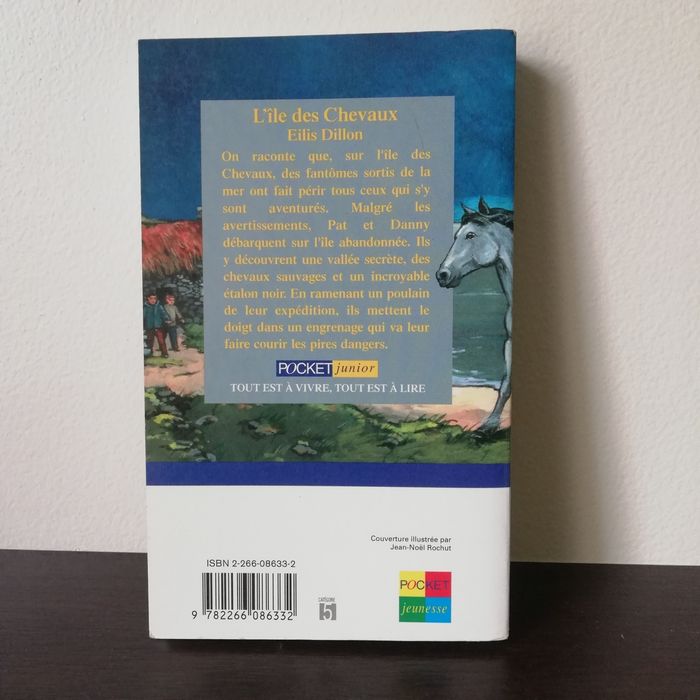 L'île des Chevaux
Eilis Dillon
On raconte que, sur l'île des
Chevaux, des fantômes sortis de la
mer ont fait périr tous ceux qui s'y
sont aventurés. Malgré les
avertissements, Pat et Danny
débarquent sur l'île abandonnée. Ils
y découvrent une vallée secrète, des
chevaux sauvages et un incroyable
étalon noir. En ramenant un poulain
de leur expédition, ils mettent le
doigt dans un engrenage qui va leur
faire courir les pires dangers.
POCKET junior
TOUT EST À VIVRE, TOUT EST À LIRE
Couverture illustrée par
Jean-Noël Rochut
ISBN 2-266-08633-2
9 782266 086332
CATÉGORIE
5
POCKET
jeunesse